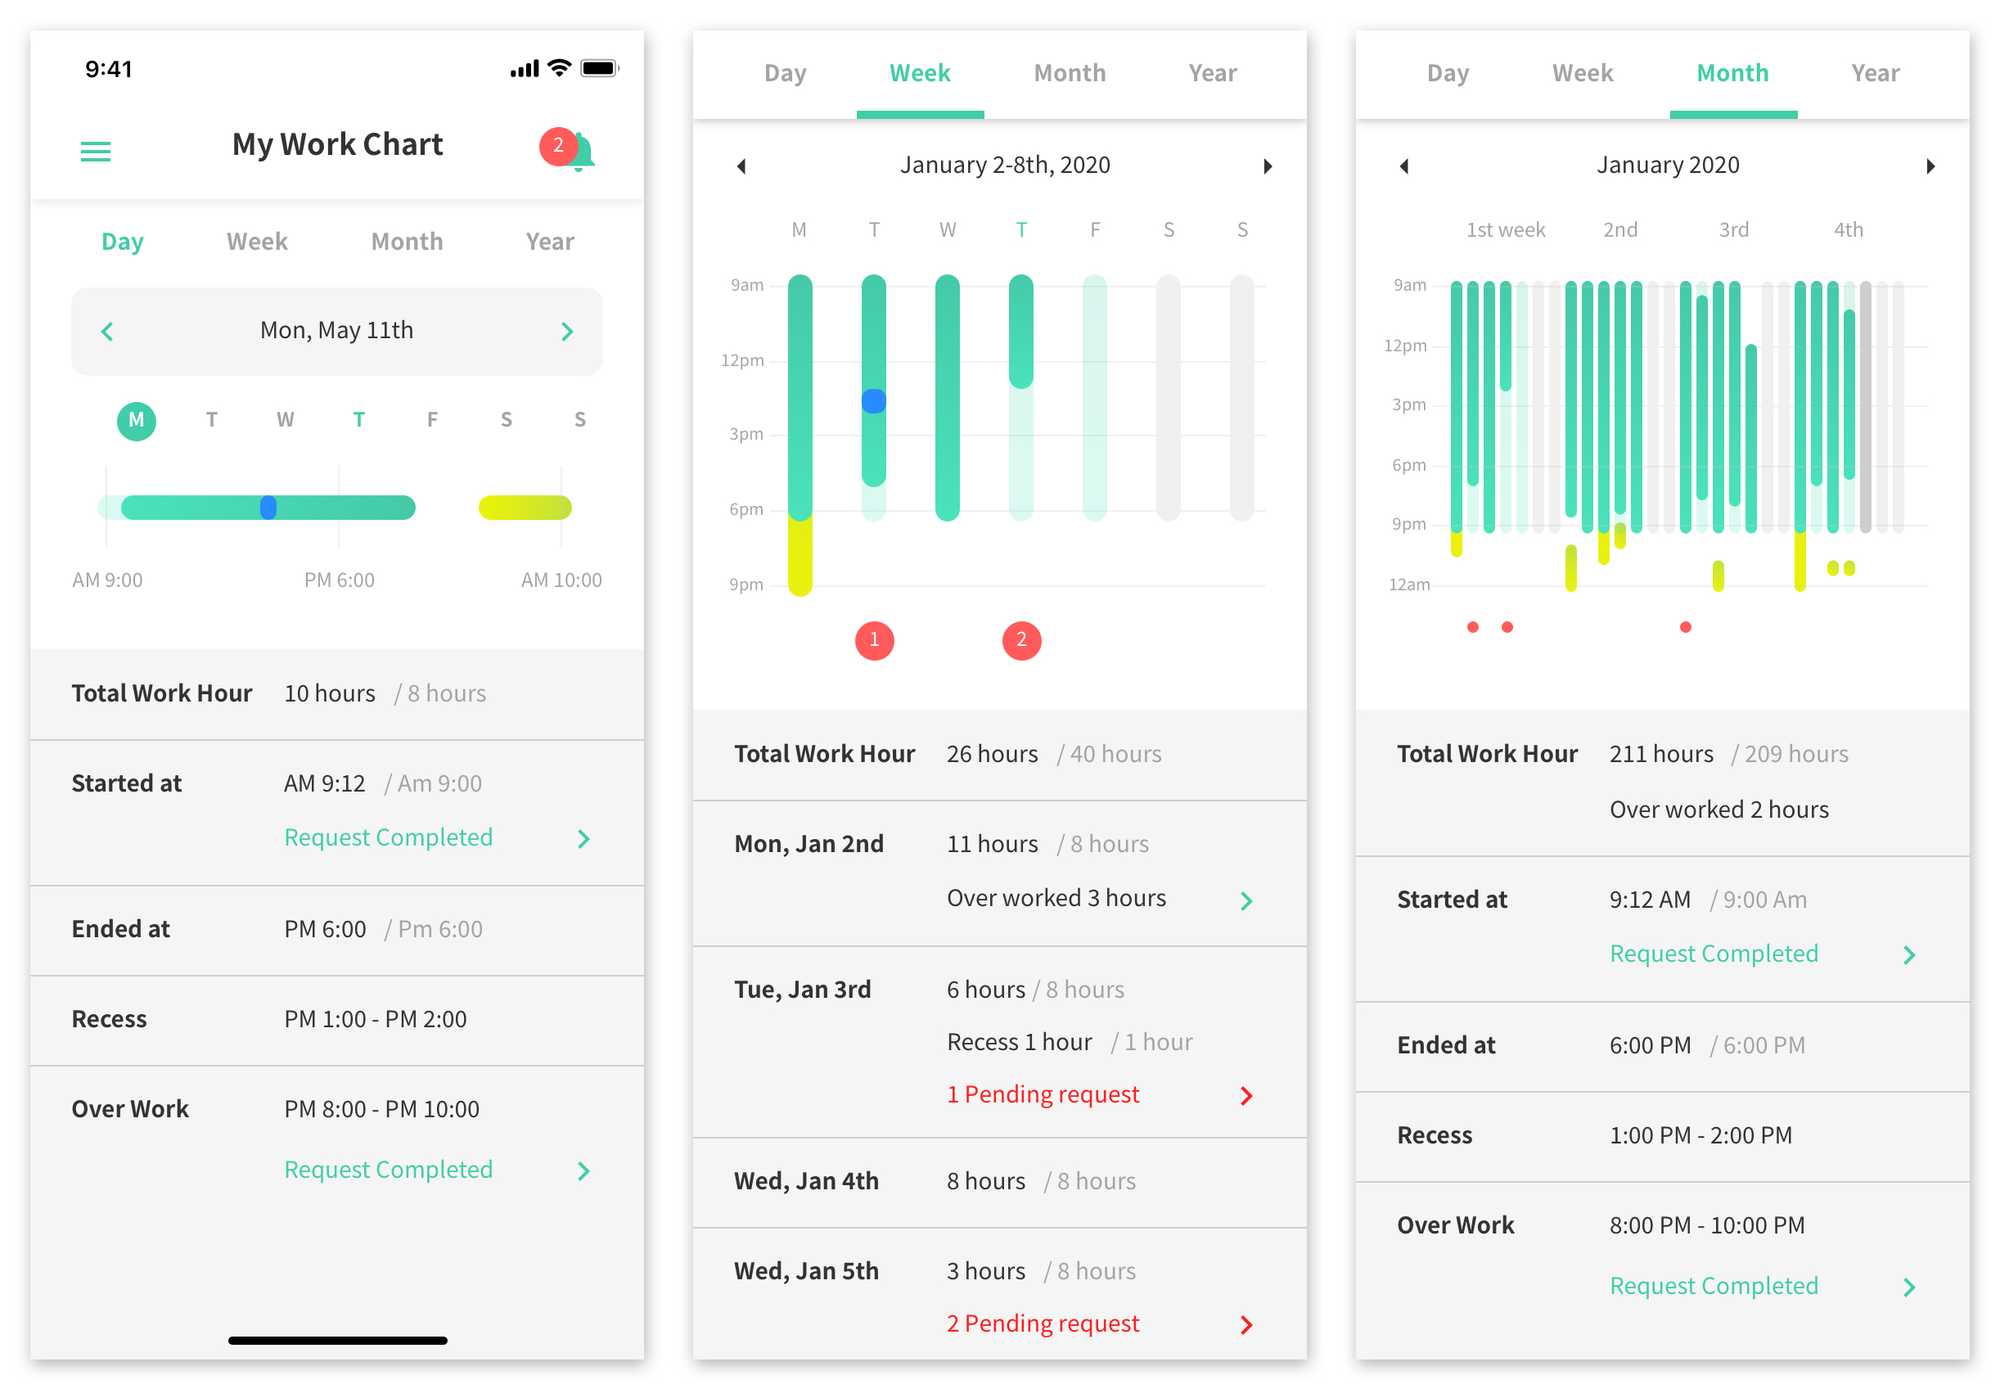 9:41
My Work Chart
2
Day Week Month Year
Mon, May 11th
M T W T F S S
AM 9:00 PM 6:00 AM 10:00
Total Work Hour 10 hours / 8 hours
Started at AM 9:12 / Am 9:00
Request Completed
Ended at PM 6:00 / Pm 6:00
Recess PM 1:00 - PM 2:00
Over Work PM 8:00 - PM 10:00
Request Completed
Day Week Month Year
January 2-8th, 2020
M T W T F S S
9am
12pm
3pm
6pm
9pm
1 2
Total Work Hour 26 hours / 40 hours
Mon, Jan 2nd 11 hours / 8 hours
Over worked 3 hours
Tue, Jan 3rd 6 hours / 8 hours
Recess 1 hour / 1 hour
1 Pending request
Wed, Jan 4th 8 hours / 8 hours
Wed, Jan 5th 3 hours / 8 hours
2 Pending request
Day Week Month Year
January 2020
1st week 2nd 3rd 4th
9am
12pm
3pm
6pm
9pm
12am
Total Work Hour 211 hours / 209 hours
Over worked 2 hours
Started at 9:12 AM / 9:00 Am
Request Completed
Ended at 6:00 PM / 6:00 PM
Recess 1:00 PM - 2:00 PM
Over Work 8:00 PM - 10:00 PM
Request Completed